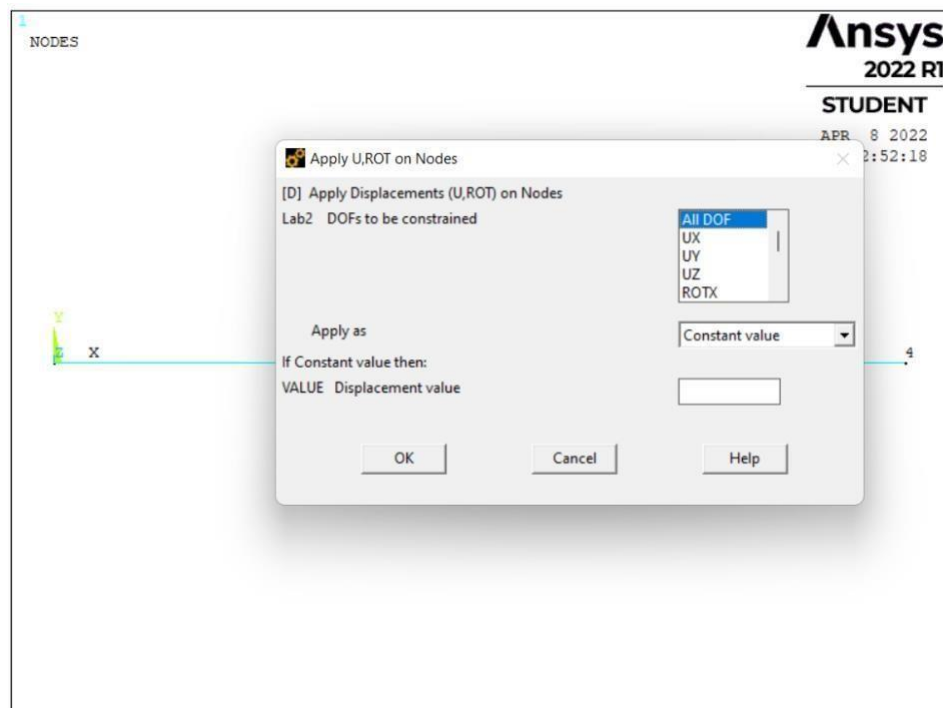 1
NODES
Ansys
2022 R1
STUDENT
APR 8 2022
2:52:18
Apply U,ROT on Nodes
[D] Apply Displacements (U,ROT) on Nodes
Lab2 DOFs to be constrained
All DOF
UX
UY
UZ
ROTX
Apply as
Constant value
If Constant value then:
VALUE Displacement value
OK
Cancel
Help
Y
Z
X
4